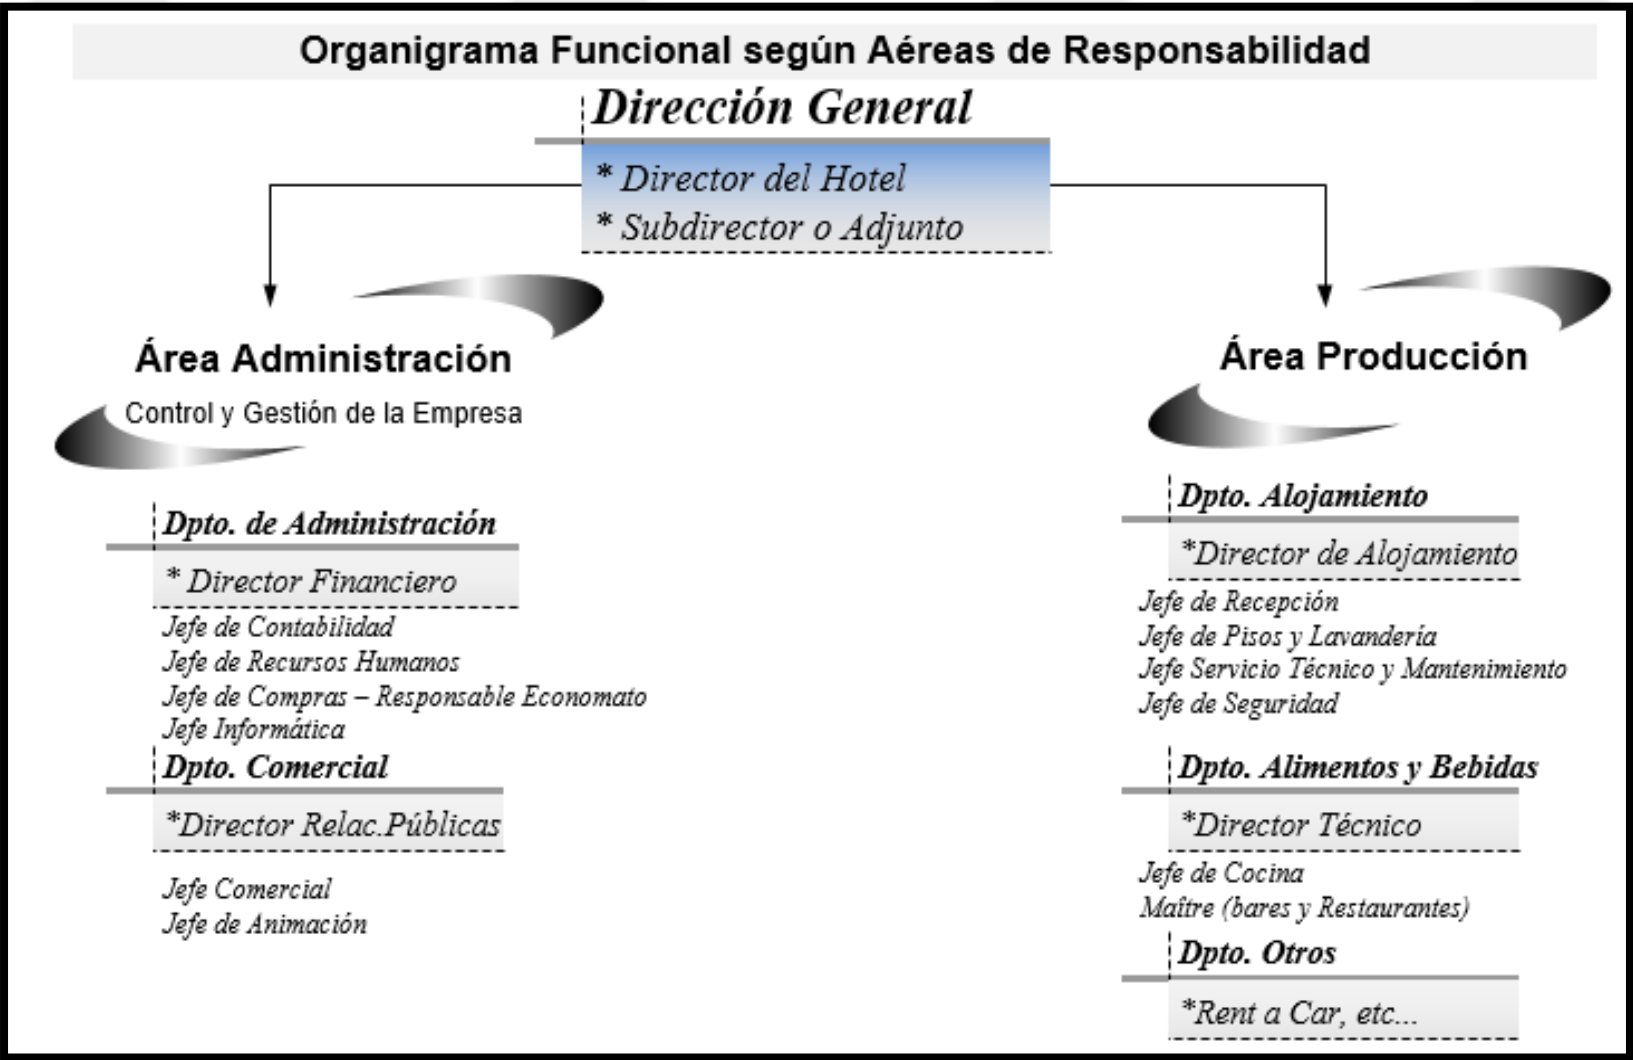 Organigrama Funcional según Aéreas de Responsabilidad
Dirección General
* Director del Hotel
* Subdirector o Adjunto
Área Administración
Control y Gestión de la Empresa
Dpto. de Administración
* Director Financiero
Jefe de Contabilidad
Jefe de Recursos Humanos
Jefe de Compras – Responsable Economato
Jefe Informática
Dpto. Comercial
*Director Relac.Públicas
Jefe Comercial
Jefe de Animación
Área Producción
Dpto. Alojamiento
*Director de Alojamiento
Jefe de Recepción
Jefe de Pisos y Lavandería
Jefe Servicio Técnico y Mantenimiento
Jefe de Seguridad
Dpto. Alimentos y Bebidas
*Director Técnico
Jefe de Cocina
Maître (bares y Restaurantes)
Dpto. Otros
*Rent a Car, etc...